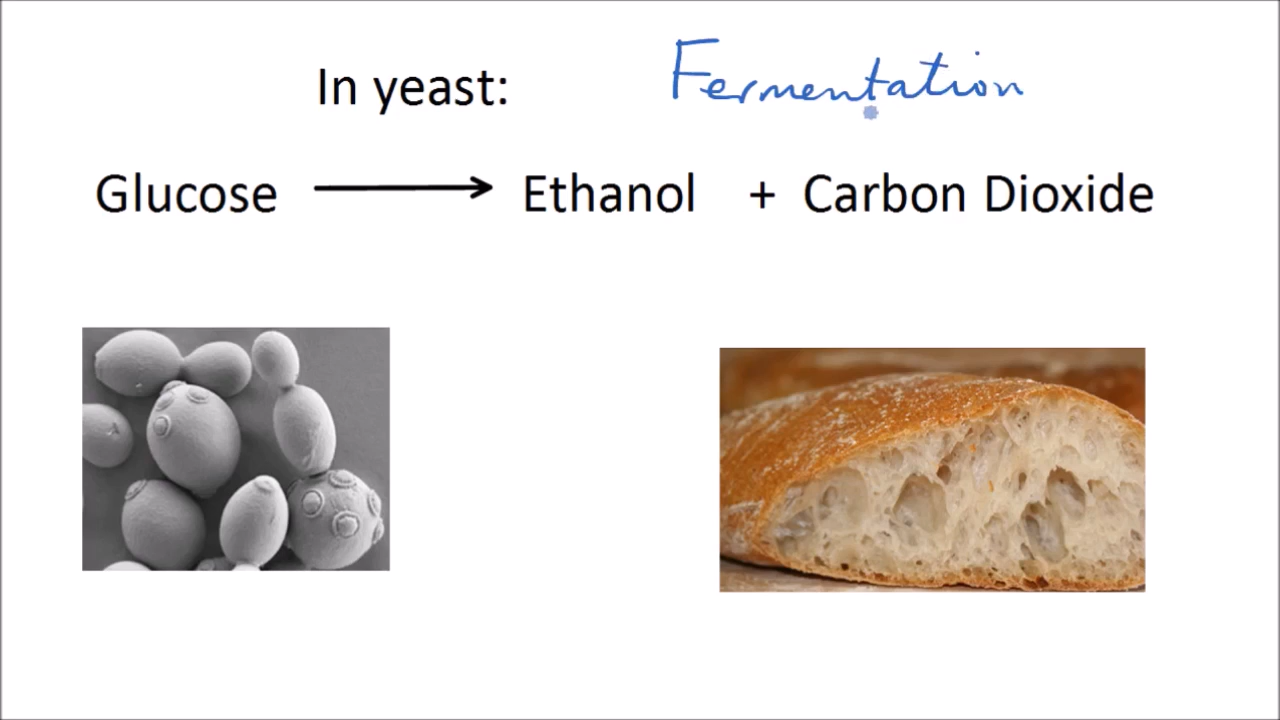 In yeast: Fermentation
Glucose → Ethanol + Carbon Dioxide